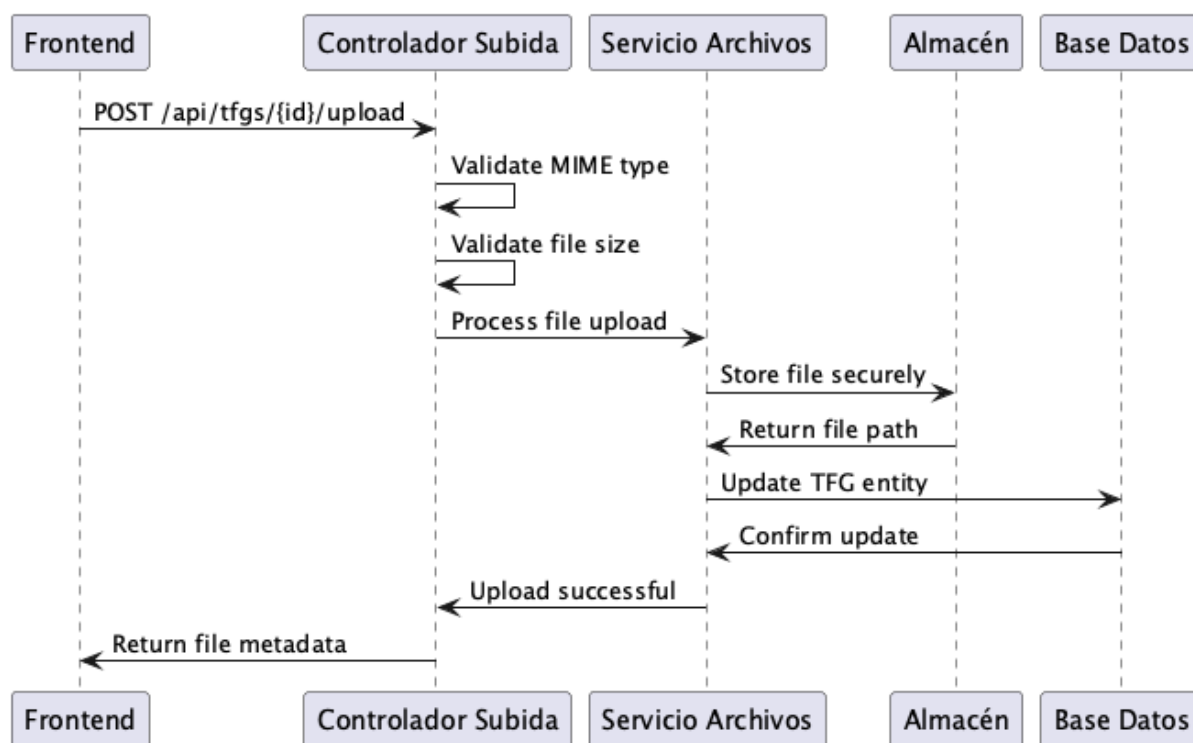 Frontend
Controlador Subida
Servicio Archivos
Almacén
Base Datos
POST /api/tfgs/{id}/upload
Validate MIME type
Validate file size
Process file upload
Store file securely
Return file path
Update TFG entity
Confirm update
Upload successful
Return file metadata
Frontend
Controlador Subida
Servicio Archivos
Almacén
Base Datos